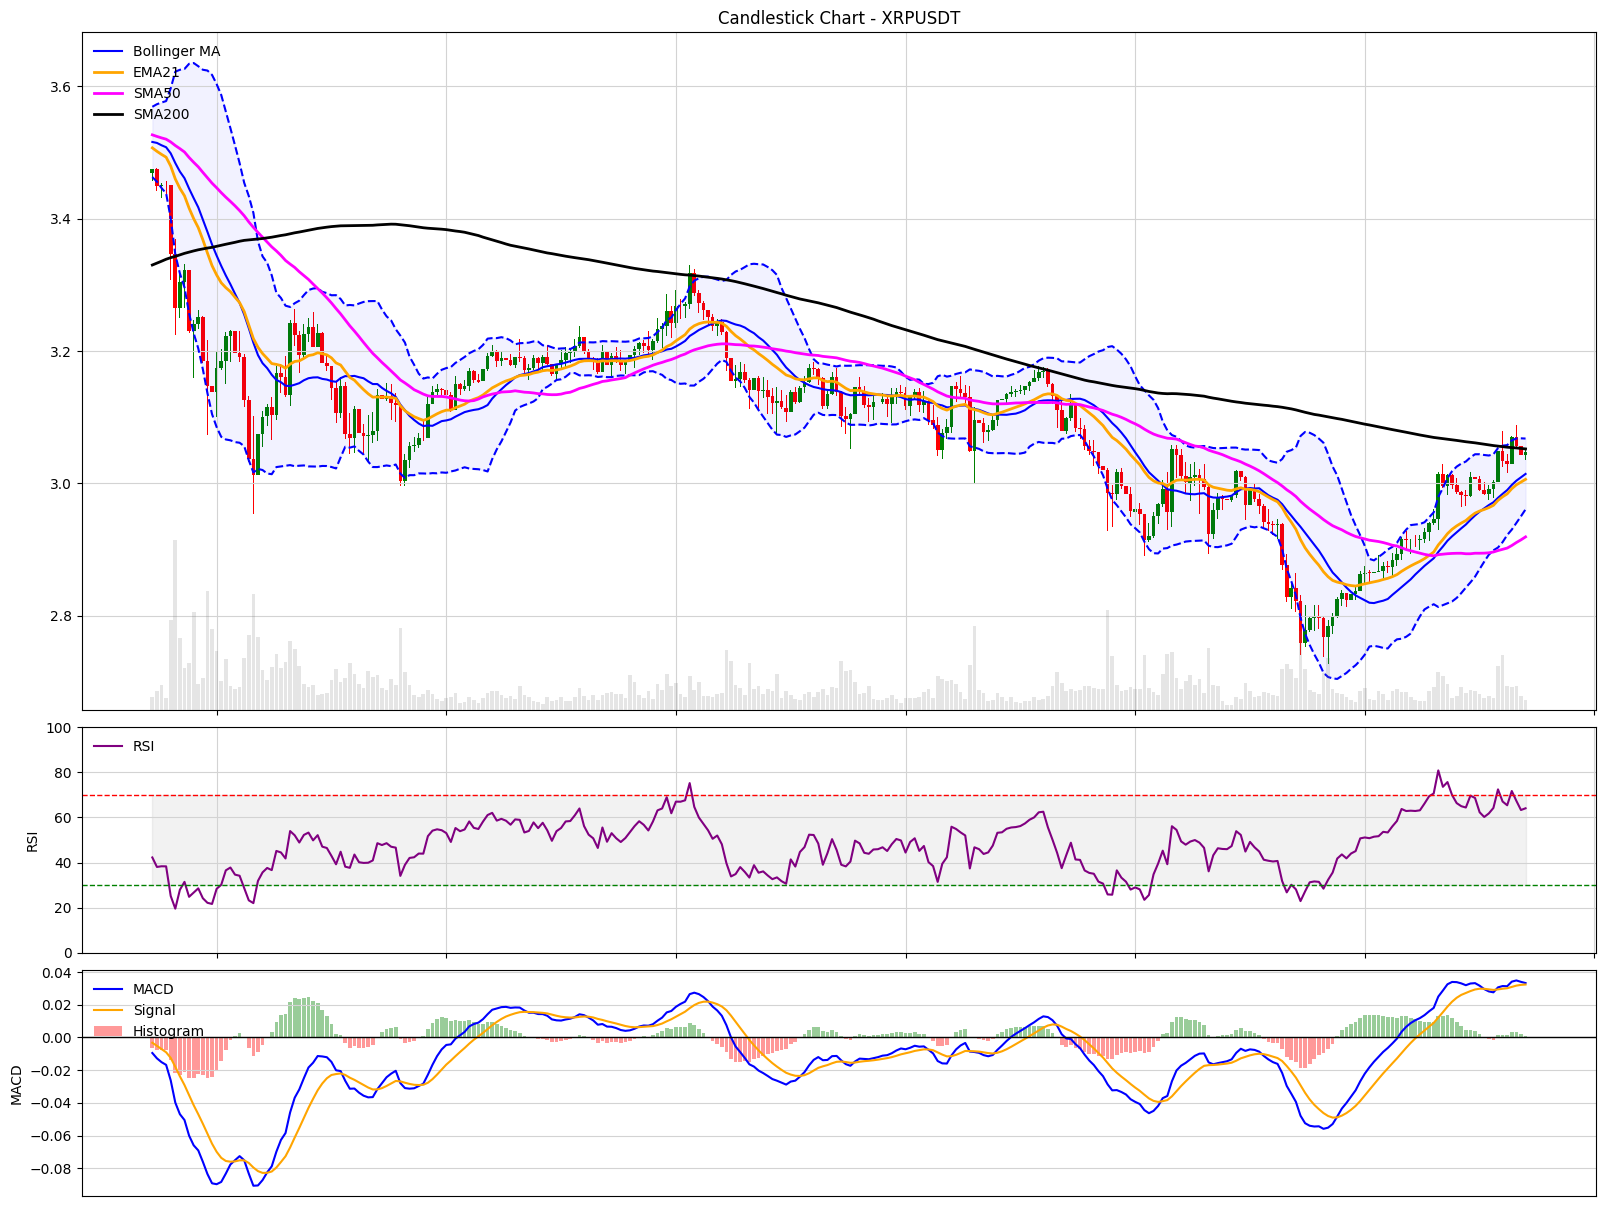 Candlestick Chart - XRPUSDT
Bollinger MA
EMA21
SMA50
SMA200
3.6
3.4
3.2
3.0
2.8
RSI
100
80
60
40
20
0
RSI
MACD
Signal
Histogram
0.04
0.02
0.00
−0.02
−0.04
−0.06
−0.08
MACD